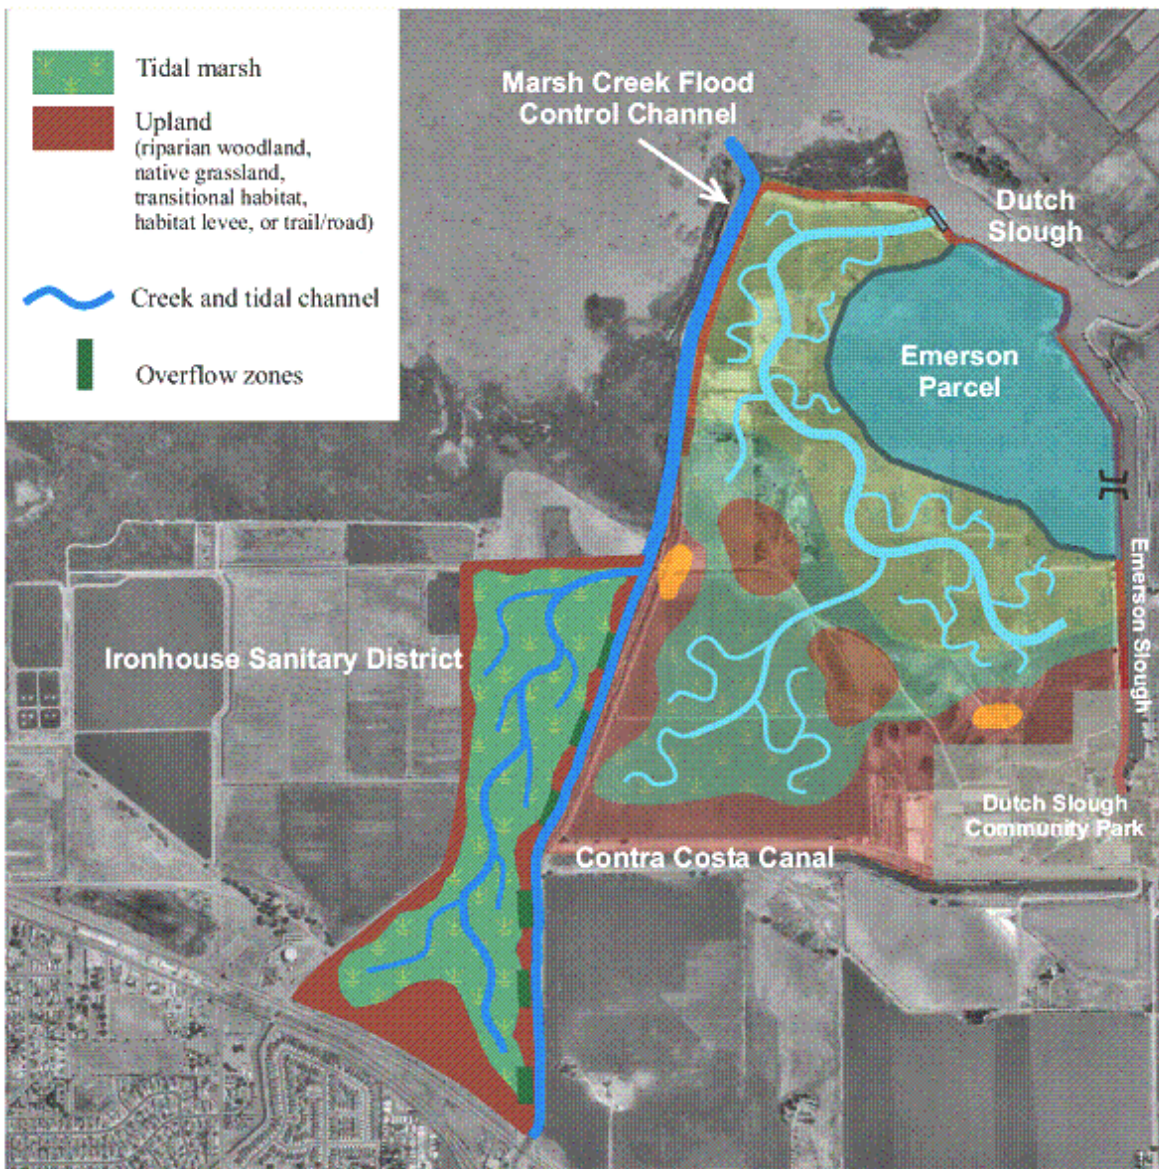 Tidal marsh
Upland
(riparian woodland,
native grassland,
transitional habitat,
habitat levee, or trail/road)
Creek and tidal channel
Overflow zones
Marsh Creek Flood
Control Channel
Dutch
Slough
Emerson
Parcel
Emerson Slough
Ironhouse Sanitary District
Dutch Slough
Community Park
Contra Costa Canal